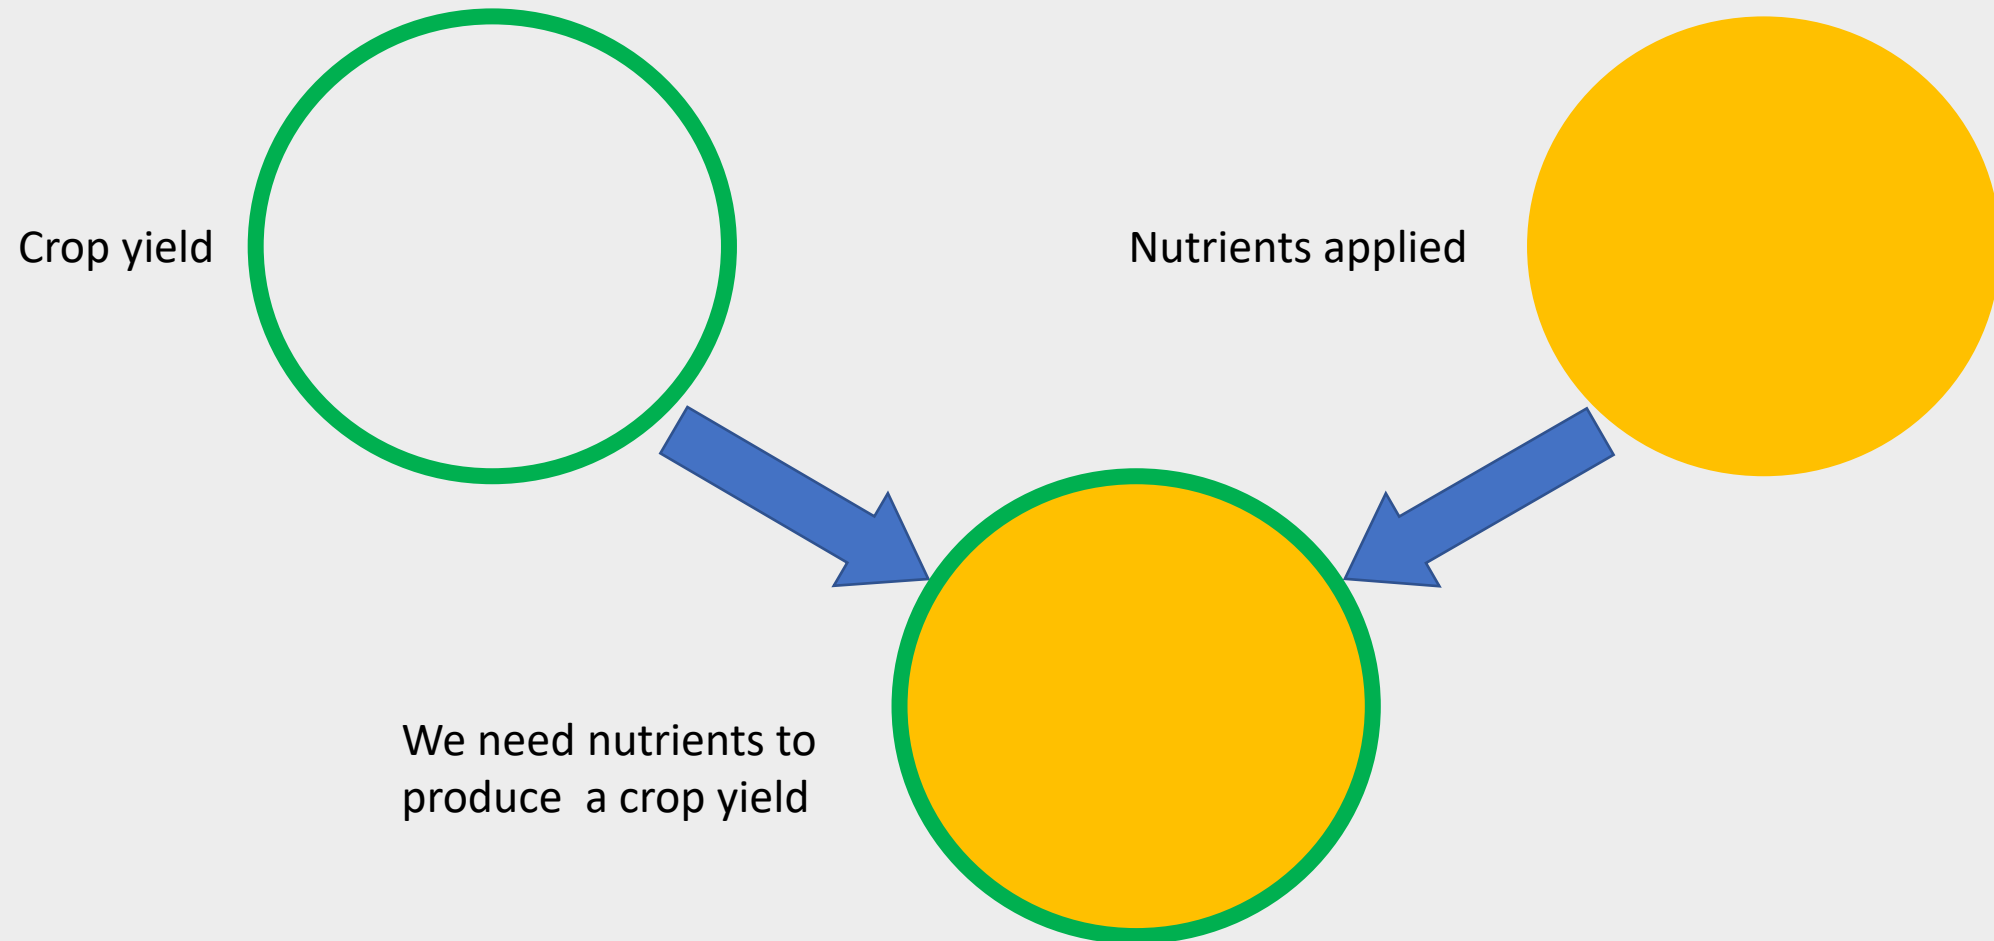 Crop yield
Nutrients applied
We need nutrients to
produce  a crop yield